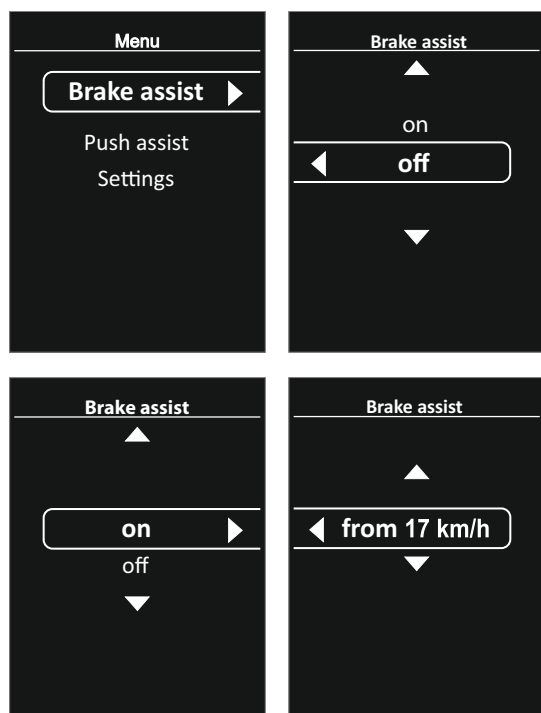 Menu
Brake assist
Push assist
Settings
Brake assist
on
off
Brake assist
on
off
Brake assist
from 17 km/h